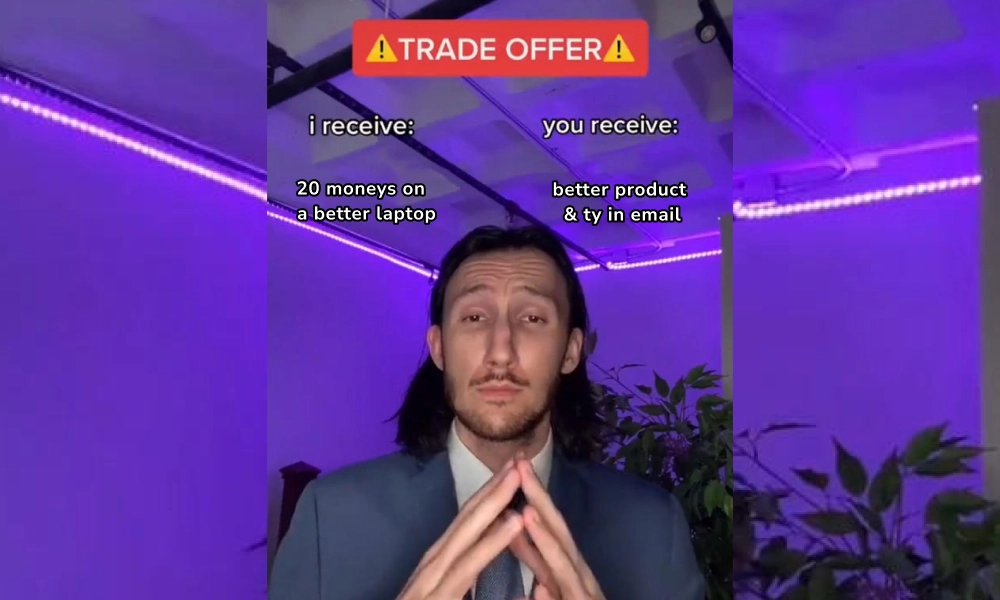 ⚠️TRADE OFFER⚠️
i receive:
you receive:
20 moneys on
a better laptop
better product
& ty in email